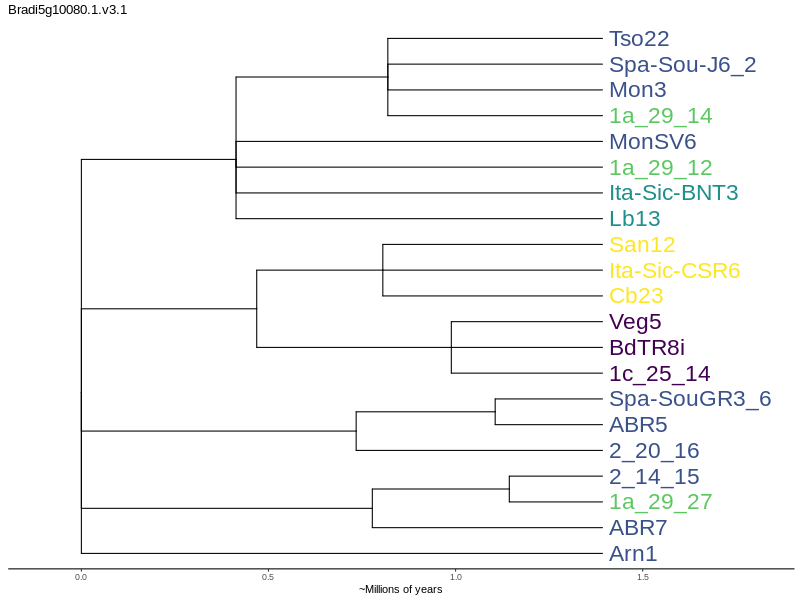 Bradi5g10080.1.v3.1
Tso22
Spa-Sou-J6_2
Mon3
1a_29_14
MonSV6
1a_29_12
Ita-Sic-BNT3
Lb13
San12
Ita-Sic-CSR6
Cb23
Veg5
BdTR8i
1c_25_14
Spa-SouGR3_6
ABR5
2_20_16
2_14_15
1a_29_27
ABR7
Arn1
0.0 0.5 1.0 1.5
~Millions of years